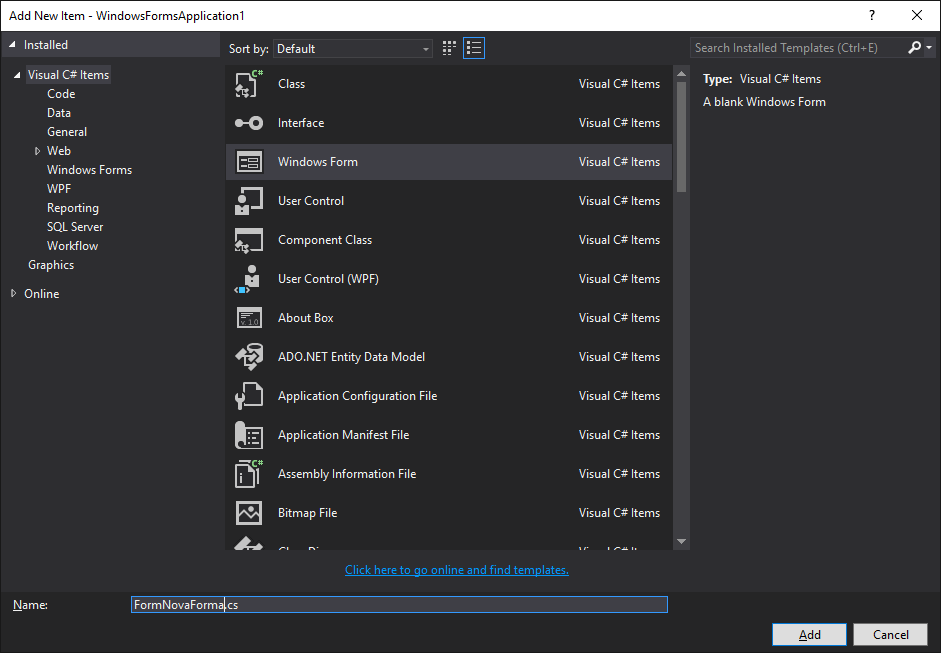 Add New Item - WindowsFormsApplication1
?
Installed
Sort by: Default
Search Installed Templates (Ctrl+E)
Visual C# Items
Code
Data
General
Web
Windows Forms
WPF
Reporting
SQL Server
Workflow
Graphics
Online
C# Class Visual C# Items
Interface Visual C# Items
Windows Form Visual C# Items
User Control Visual C# Items
Component Class Visual C# Items
User Control (WPF) Visual C# Items
v. 1.0 About Box Visual C# Items
ADO.NET Entity Data Model Visual C# Items
Application Configuration File Visual C# Items
Application Manifest File Visual C# Items
C# Assembly Information File Visual C# Items
Bitmap File Visual C# Items
Type: Visual C# Items
A blank Windows Form
Click here to go online and find templates.
Name: FormNovaForma.cs
Add Cancel